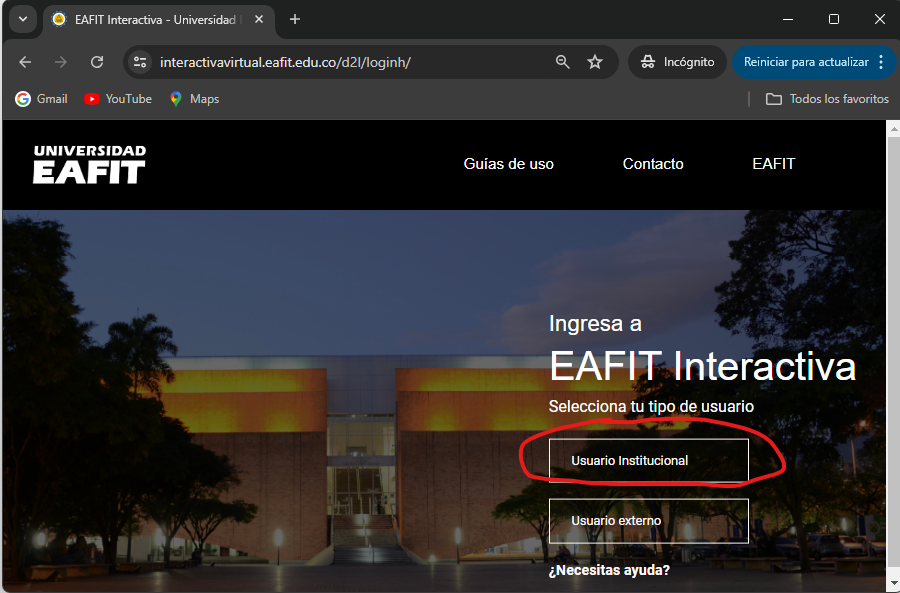 EAFIT Interactiva - Universidad
interactivavirtual.eafit.edu.co/d2l/loginh/
Incógnito
Reiniciar para actualizar
Gmail
YouTube
Maps
Todos los favoritos
UNIVERSIDAD
EAFIT
Guías de uso
Contacto
EAFIT
Ingresa a
EAFIT Interactiva
Selecciona tu tipo de usuario
Usuario Institucional
Usuario externo
¿Necesitas ayuda?